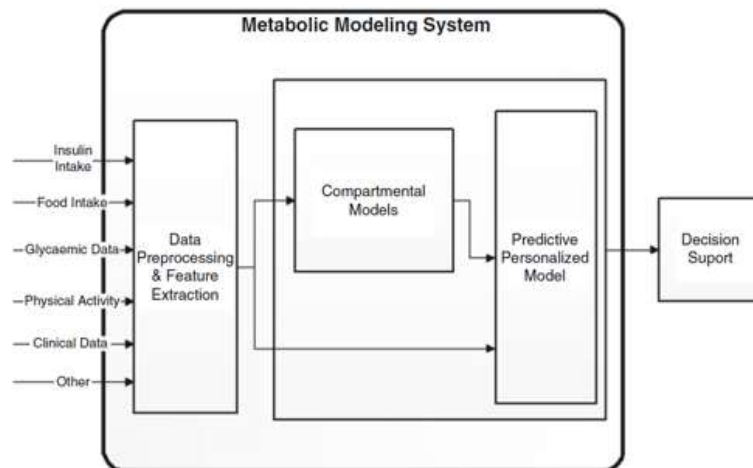 Metabolic Modeling System
Insulin
Intake
Food Intake
Glycaemic Data
Physical Activity
Clinical Data
Other
Data
Preprocessing
& Feature
Extraction
Compartmental
Models
Predictive
Personalized
Model
Decision
Suport